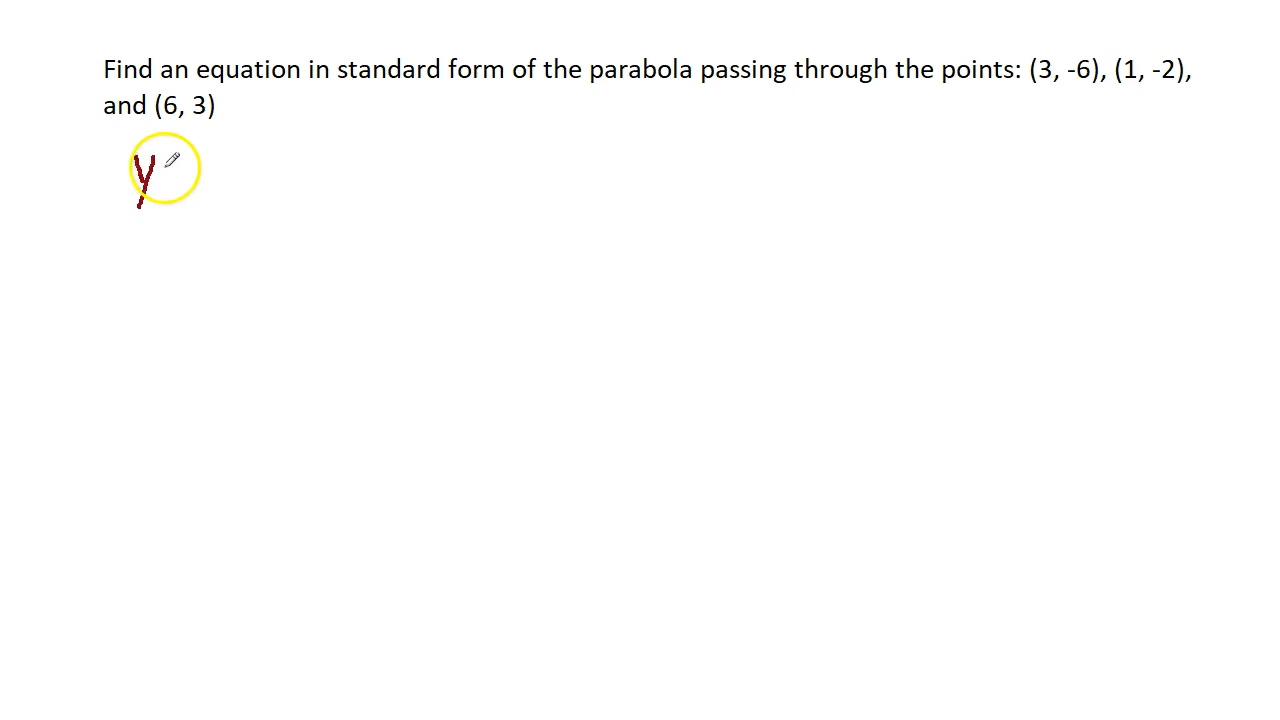 Find an equation in standard form of the parabola passing through the points: (3, -6), (1, -2),
and (6, 3)
y